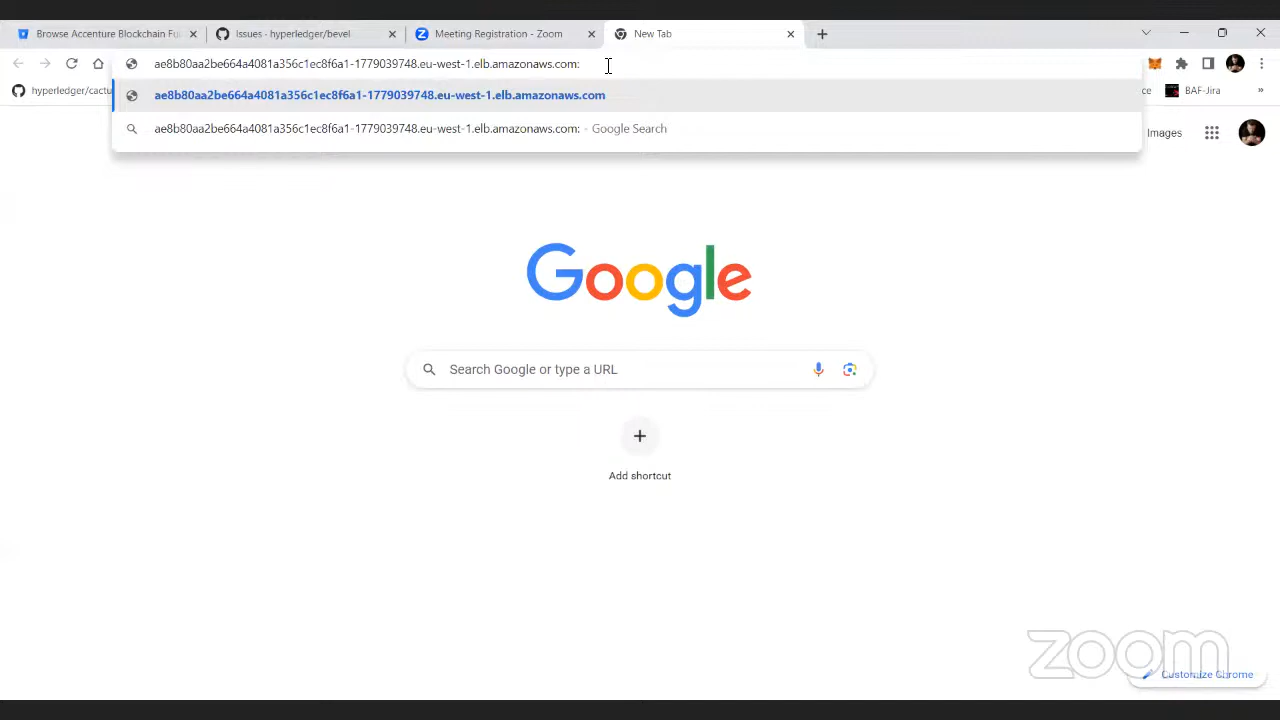 Browse Accenture Blockchain Fu
Issues · hyperledger/bevel
Meeting Registration - Zoom
New Tab
ae8b80aa2be664a4081a356c1ec8f6a1-1779039748.eu-west-1.elb.amazonaws.com:
hyperledger/cactu
ae8b80aa2be664a4081a356c1ec8f6a1-1779039748.eu-west-1.elb.amazonaws.com
ce
BAF-Jira
»
ae8b80aa2be664a4081a356c1ec8f6a1-1779039748.eu-west-1.elb.amazonaws.com: - Google Search
Images
Google
Search Google or type a URL
Add shortcut
zoom
Customize Chrome